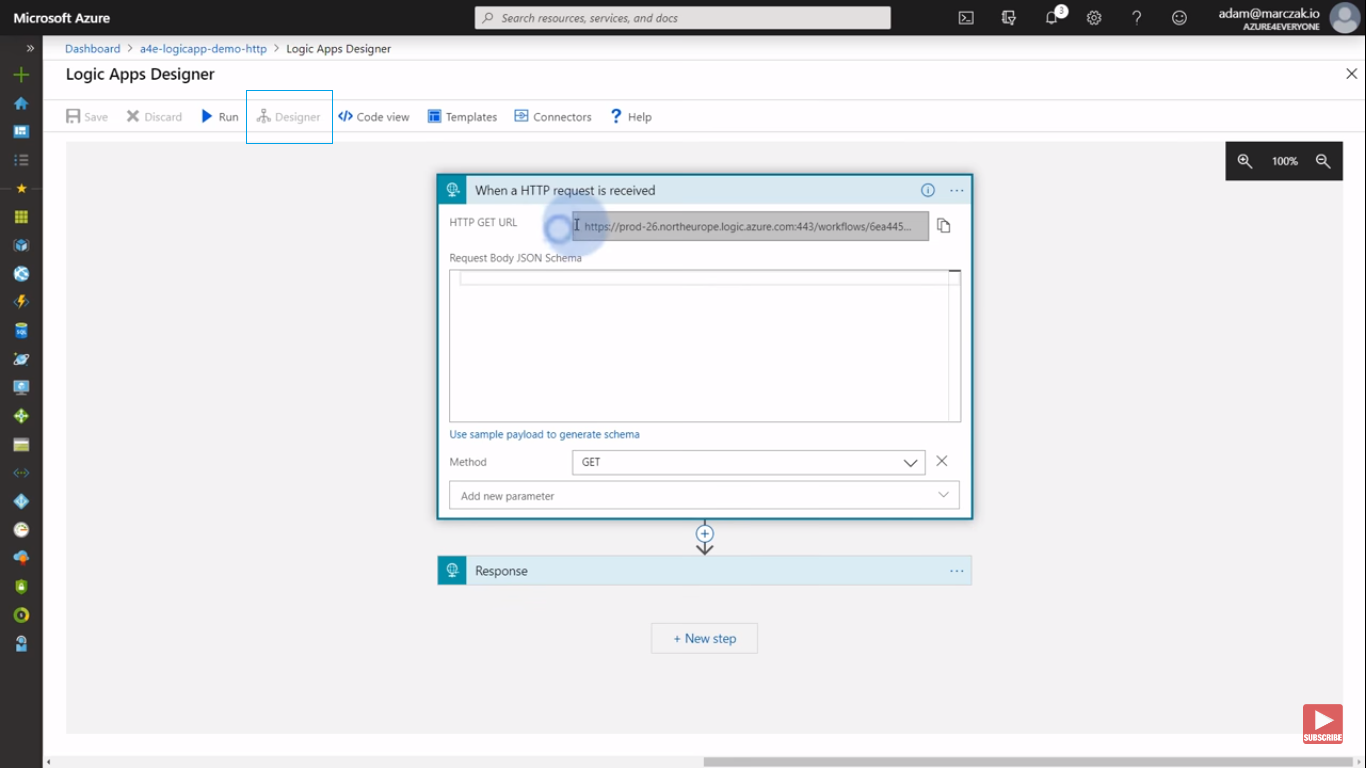 Microsoft Azure
Search resources, services, and docs
3
adam@marczak.io
AZURE4EVERYONE
Dashboard > a4e-logicapp-demo-http > Logic Apps Designer
Logic Apps Designer
Save Discard Run Designer Code view Templates Connectors Help
100%
When a HTTP request is received
HTTP GET URL https://prod-26.northeurope.logic.azure.com:443/workflows/6ea445...
Request Body JSON Schema
Use sample payload to generate schema
Method GET
Add new parameter
Response
+ New step
SUBSCRIBE